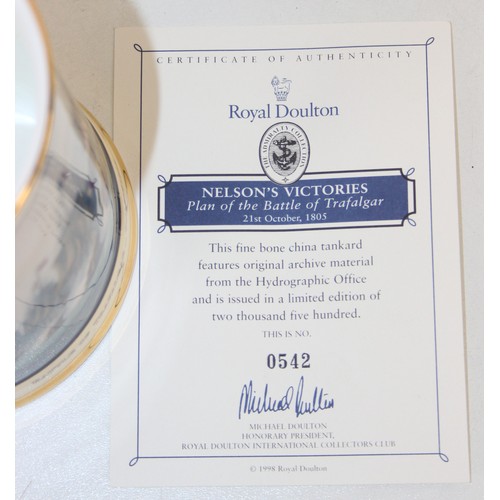 CERTIFICATE OF AUTHENTICITY
Royal Doulton
THE ADMIRALTY COLLECTION
NELSON'S VICTORIES
Plan of the Battle of Trafalgar
21st October, 1805
This fine bone china tankard
features original archive material
from the Hydrographic Office
and is issued in a limited edition of
two thousand five hundred.
THIS IS NO.
0542
Michael Doulton
MICHAEL DOULTON
HONORARY PRESIDENT,
ROYAL DOULTON INTERNATIONAL COLLECTORS CLUB
© 1998 Royal Doulton